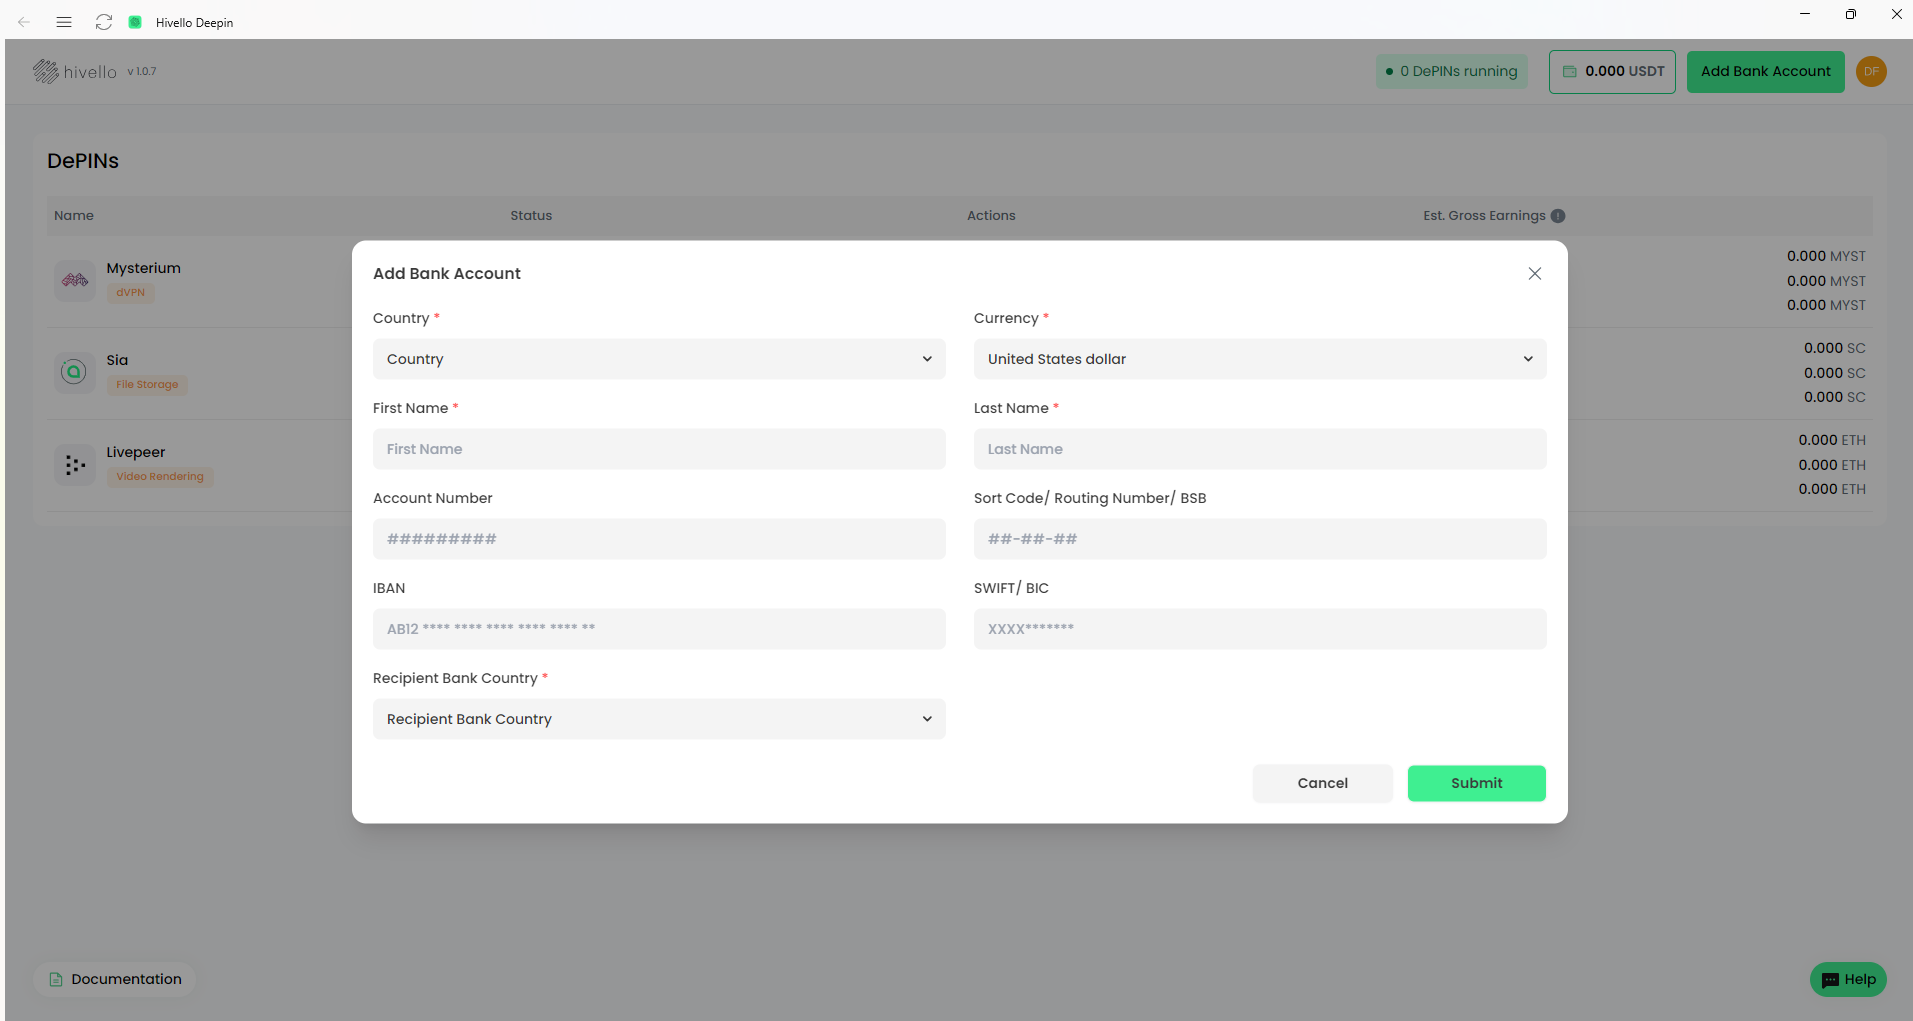 Hivello Deepin
hivello v 1.0.7
0 DePINs running
0.000 USDT
Add Bank Account
DF
DePINs
Name Status Actions Est. Gross Earnings
Mysterium
dVPN
0.000 MYST
0.000 MYST
0.000 MYST
Sia
File Storage
0.000 SC
0.000 SC
0.000 SC
Livepeer
Video Rendering
0.000 ETH
0.000 ETH
0.000 ETH
Add Bank Account
Country * Currency *
Country United States dollar
First Name * Last Name *
First Name Last Name
Account Number Sort Code/ Routing Number/ BSB
######### ##-##-##
IBAN SWIFT/ BIC
AB12 **** **** **** **** **** ** XXXX*******
Recipient Bank Country *
Recipient Bank Country
Cancel Submit
Documentation
Help